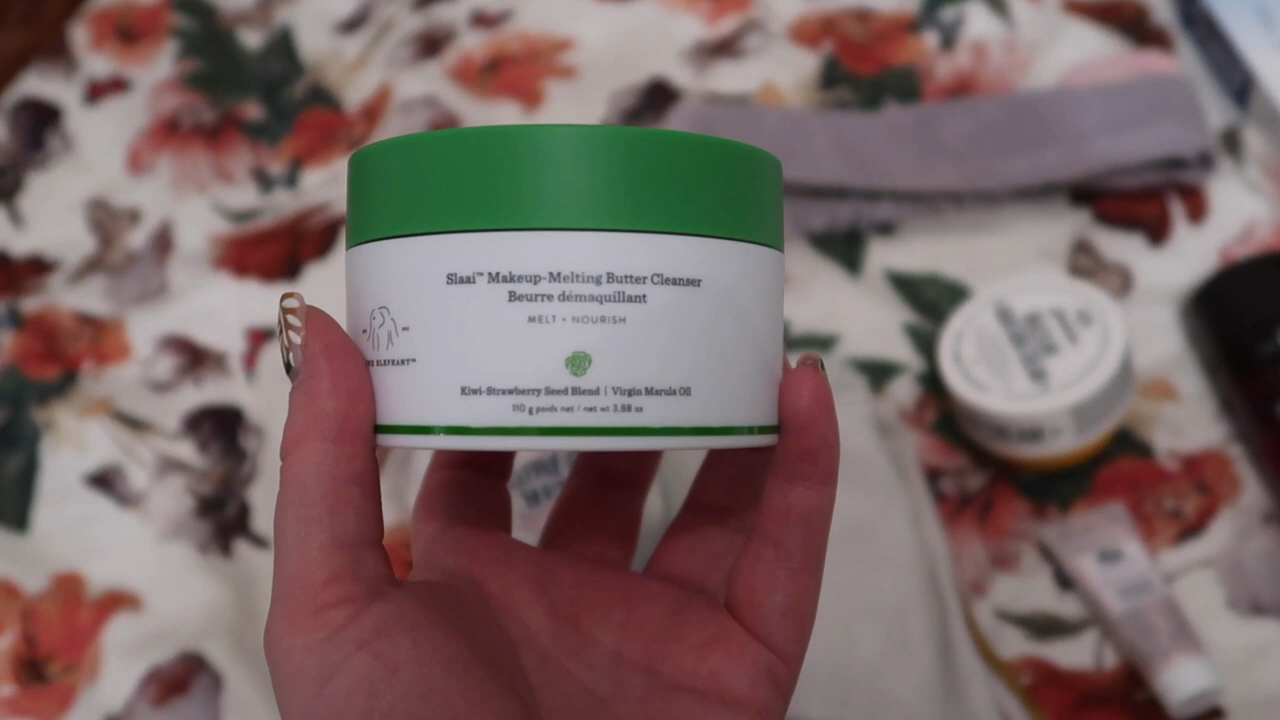 Slaai™ Makeup-Melting Butter Cleanser
Beurre démaquillant
MELT • NOURISH
ELEPHANT™
Kiwi-Strawberry Seed Blend | Virgin Marula Oil
110 g poids net / net wt 3.88 oz